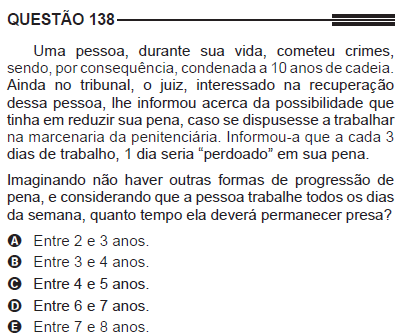 QUESTÃO 138
Uma pessoa, durante sua vida, cometeu crimes,
sendo, por consequência, condenada a 10 anos de cadeia.
Ainda no tribunal, o juiz, interessado na recuperação
dessa pessoa, lhe informou acerca da possibilidade que
tinha em reduzir sua pena, caso se dispusesse a trabalhar
na marcenaria da penitenciária. Informou-a que a cada 3
dias de trabalho, 1 dia seria “perdoado” em sua pena.
Imaginando não haver outras formas de progressão de
pena, e considerando que a pessoa trabalhe todos os dias
da semana, quanto tempo ela deverá permanecer presa?
A Entre 2 e 3 anos.
B Entre 3 e 4 anos.
C Entre 4 e 5 anos.
D Entre 6 e 7 anos.
E Entre 7 e 8 anos.